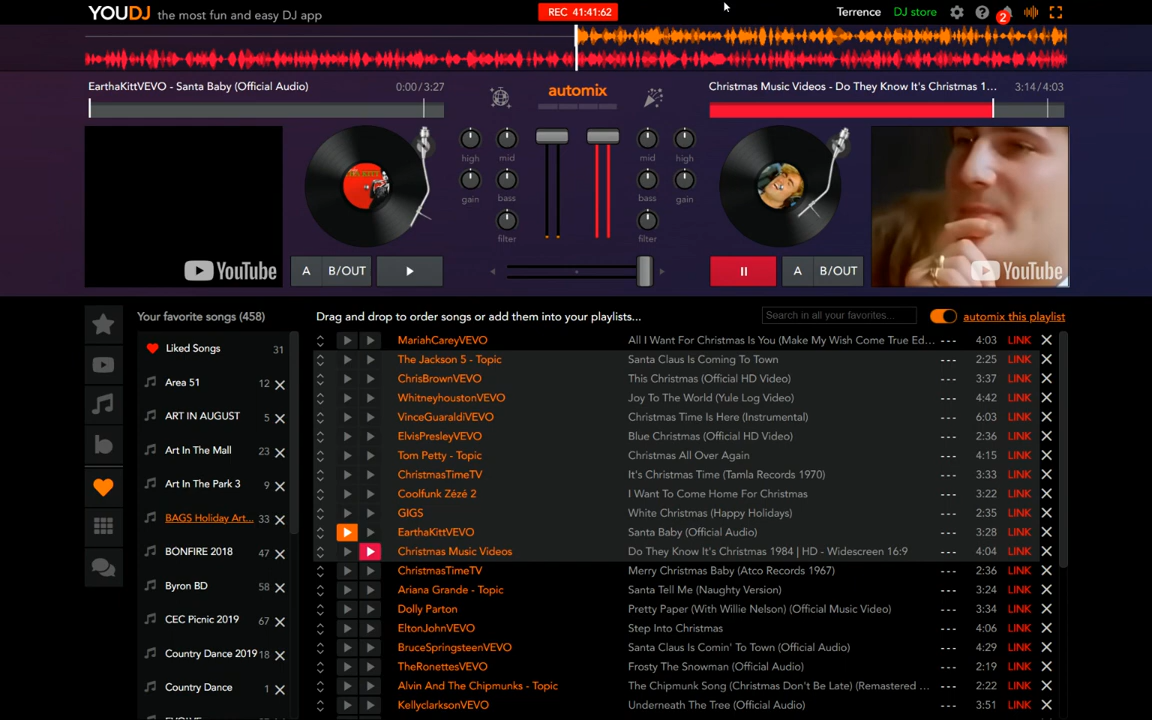 YOUDJ the most fun and easy DJ app
REC 41:41:62
Terrence DJ store 2
EarthaKittVEVO - Santa Baby (Official Audio) 0:00/3:27
automix
Christmas Music Videos - Do They Know It's Christmas 1... 3:14/4:03
high mid mid high
gain bass bass gain
filter filter
YouTube A B/OUT A B/OUT YouTube
Your favorite songs (458)
Drag and drop to order songs or add them into your playlists...
Search in all your favorites...
automix this playlist
Liked Songs 31
Area 51 12
ART IN AUGUST 5
Art In The Mall 23
Art In The Park 3 9
BAGS Holiday Art... 33
BONFIRE 2018 47
Byron BD 58
CEC Picnic 2019 67
Country Dance 2019 18
Country Dance 1
MariahCareyVEVO All I Want For Christmas Is You (Make My Wish Come True Ed... --- 4:03 LINK
The Jackson 5 - Topic Santa Claus Is Coming To Town --- 2:25 LINK
ChrisBrownVEVO This Christmas (Official HD Video) --- 3:37 LINK
WhitneyhoustonVEVO Joy To The World (Yule Log Video) --- 4:42 LINK
VinceGuaraldiVEVO Christmas Time Is Here (Instrumental) --- 6:03 LINK
ElvisPresleyVEVO Blue Christmas (Official HD Video) --- 2:36 LINK
Tom Petty - Topic Christmas All Over Again --- 4:15 LINK
ChristmasTimeTV It's Christmas Time (Tamla Records 1970) --- 3:33 LINK
Coolfunk Zézé 2 I Want To Come Home For Christmas --- 3:22 LINK
GIGS White Christmas (Happy Holidays) --- 2:35 LINK
EarthaKittVEVO Santa Baby (Official Audio) --- 3:28 LINK
Christmas Music Videos Do They Know It's Christmas 1984 | HD - Widescreen 16:9 --- 4:04 LINK
ChristmasTimeTV Merry Christmas Baby (Atco Records 1967) --- 2:36 LINK
Ariana Grande - Topic Santa Tell Me (Naughty Version) --- 3:24 LINK
Dolly Parton Pretty Paper (With Willie Nelson) (Official Music Video) --- 3:34 LINK
EltonJohnVEVO Step Into Christmas --- 4:06 LINK
BruceSpringsteenVEVO Santa Claus Is Comin' To Town (Official Audio) --- 4:29 LINK
TheRonettesVEVO Frosty The Snowman (Official Audio) --- 2:19 LINK
Alvin And The Chipmunks - Topic The Chipmunk Song (Christmas Don't Be Late) (Remastered ... --- 2:22 LINK
KellyclarksonVEVO Underneath The Tree (Official Audio) --- 3:51 LINK